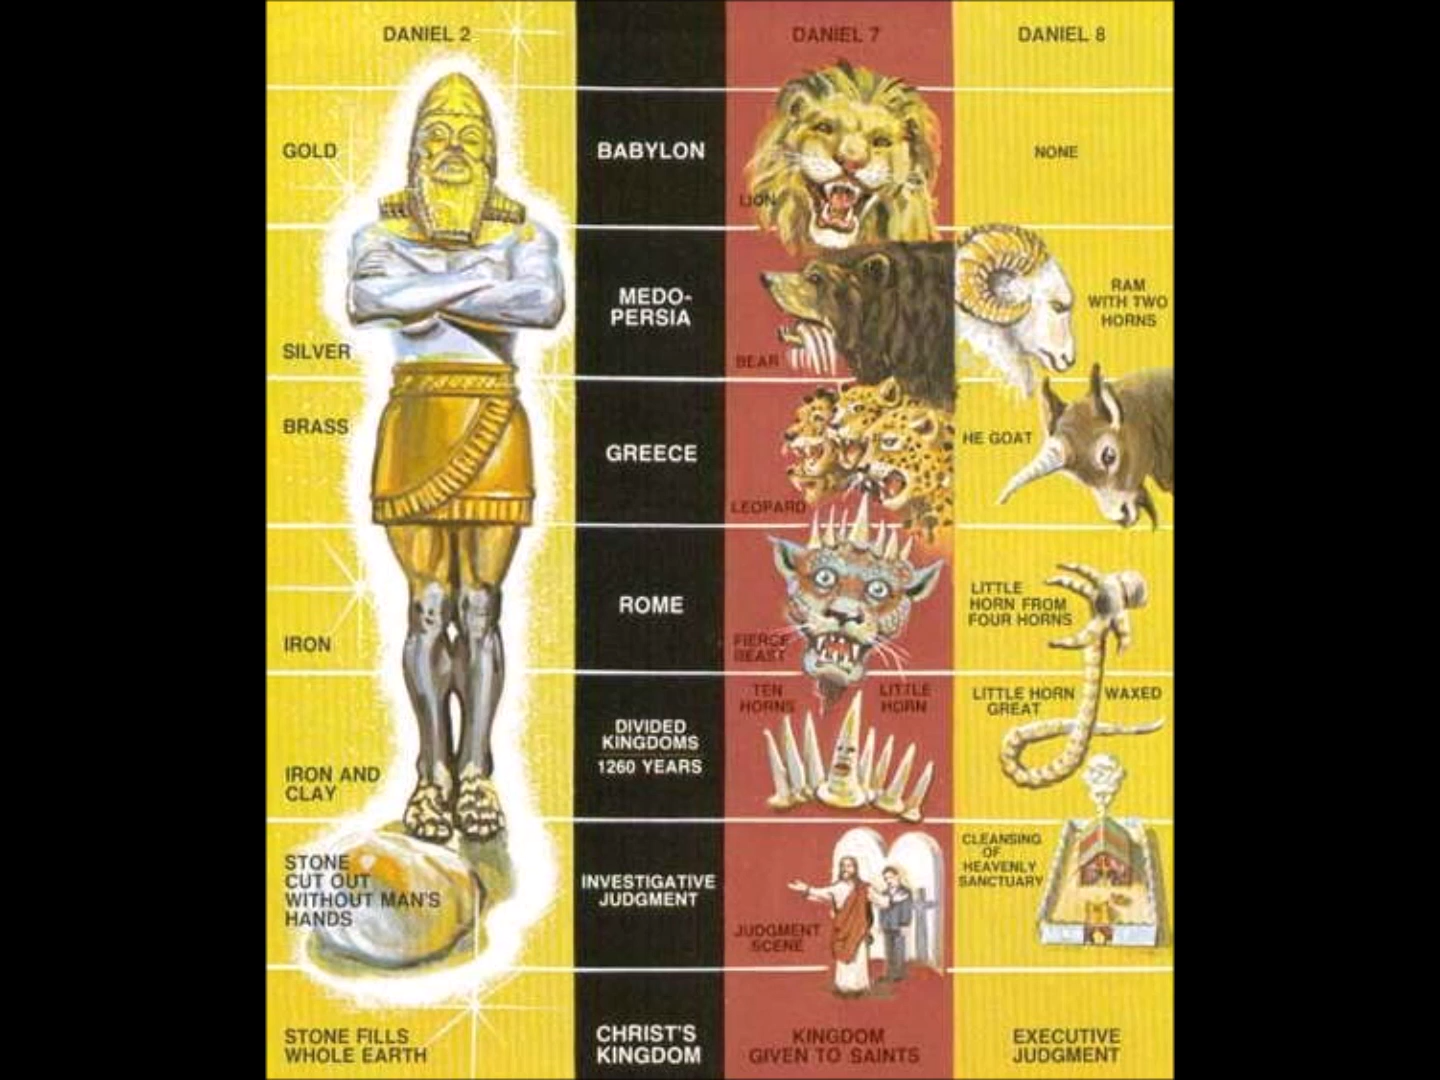 DANIEL 2
DANIEL 7
DANIEL 8
GOLD
BABYLON
LION
NONE
SILVER
MEDO-
PERSIA
BEAR
RAM
WITH TWO
HORNS
BRASS
GREECE
LEOPARD
HE GOAT
IRON
ROME
FIERCE
BEAST
LITTLE
HORN FROM
FOUR HORNS
IRON AND
CLAY
DIVIDED
KINGDOMS
1260 YEARS
TEN
HORNS
LITTLE
HORN
LITTLE HORN WAXED
GREAT
STONE
CUT OUT
WITHOUT MAN'S
HANDS
INVESTIGATIVE
JUDGMENT
JUDGMENT
SCENE
CLEANSING
OF
HEAVENLY
SANCTUARY
STONE FILLS
WHOLE EARTH
CHRIST'S
KINGDOM
KINGDOM
GIVEN TO SAINTS
EXECUTIVE
JUDGMENT